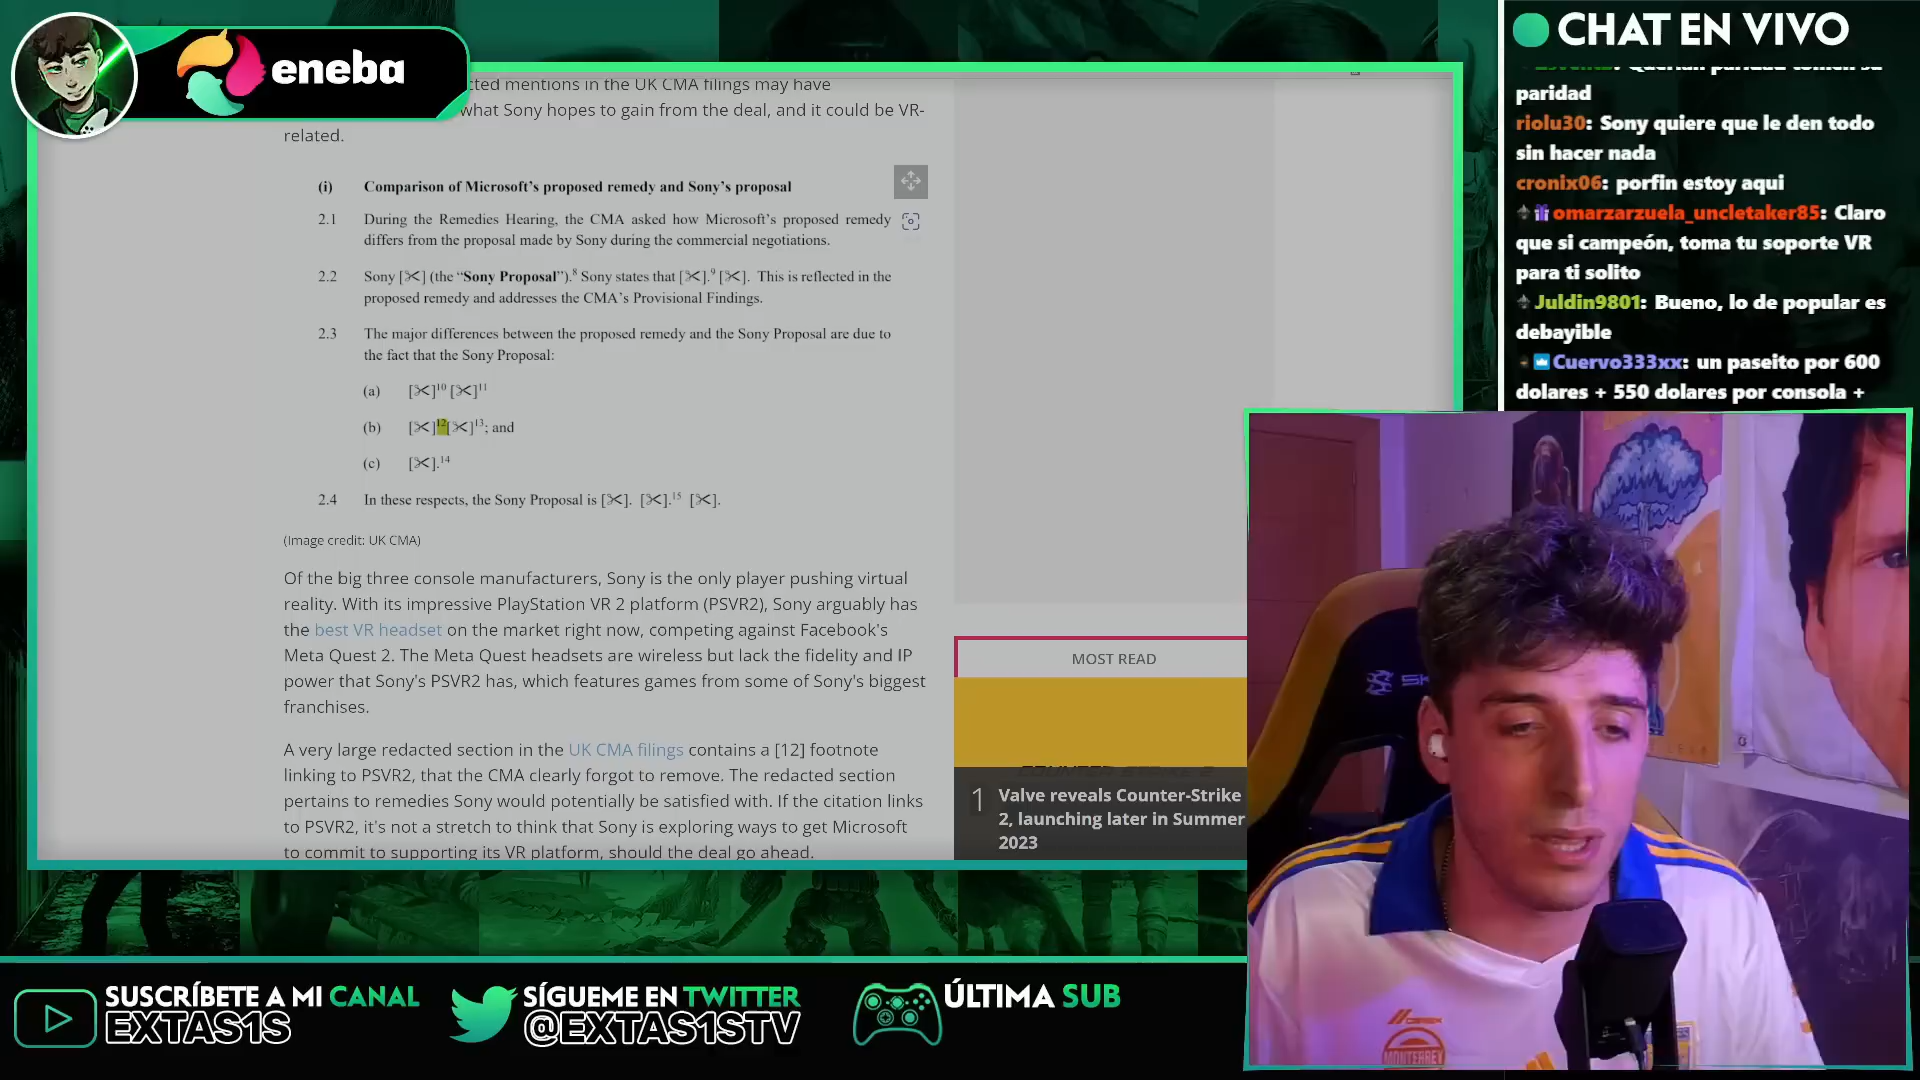 eneba
cted mentions in the UK CMA filings may have
what Sony hopes to gain from the deal, and it could be VR-
related.
(i) Comparison of Microsoft's proposed remedy and Sony's proposal
2.1 During the Remedies Hearing, the CMA asked how Microsoft's proposed remedy
differs from the proposal made by Sony during the commercial negotiations.
2.2 Sony [✂] (the “Sony Proposal”).8 Sony states that [✂].9 [✂]. This is reflected in the
proposed remedy and addresses the CMA's Provisional Findings.
2.3 The major differences between the proposed remedy and the Sony Proposal are due to
the fact that the Sony Proposal:
(a) [✂]10 [✂]11
(b) [✂]12[✂]13; and
(c) [✂].14
2.4 In these respects, the Sony Proposal is [✂]. [✂].15 [✂].
(Image credit: UK CMA)
Of the big three console manufacturers, Sony is the only player pushing virtual
reality. With its impressive PlayStation VR 2 platform (PSVR2), Sony arguably has
the best VR headset on the market right now, competing against Facebook's
Meta Quest 2. The Meta Quest headsets are wireless but lack the fidelity and IP
power that Sony's PSVR2 has, which features games from some of Sony's biggest
franchises.
A very large redacted section in the UK CMA filings contains a [12] footnote
linking to PSVR2, that the CMA clearly forgot to remove. The redacted section
pertains to remedies Sony would potentially be satisfied with. If the citation links
to PSVR2, it's not a stretch to think that Sony is exploring ways to get Microsoft
to commit to supporting its VR platform, should the deal go ahead.
MOST READ
COUNTER-STRIKE 2
1 Valve reveals Counter-Strike
2, launching later in Summer
2023
CHAT EN VIVO
paridad
riolu30: Sony quiere que le den todo
sin hacer nada
cronix06: porfin estoy aqui
omarzarzuela_uncletaker85: Claro
que si campeón, toma tu soporte VR
para ti solito
Juldin9801: Bueno, lo de popular es
debayible
Cuervo333xx: un paseito por 600
dolares + 550 dolares por consola +
MONTERREY
SUSCRÍBETE A MI CANAL
EXTAS1S
SÍGUEME EN TWITTER
@EXTAS1STV
ÚLTIMA SUB